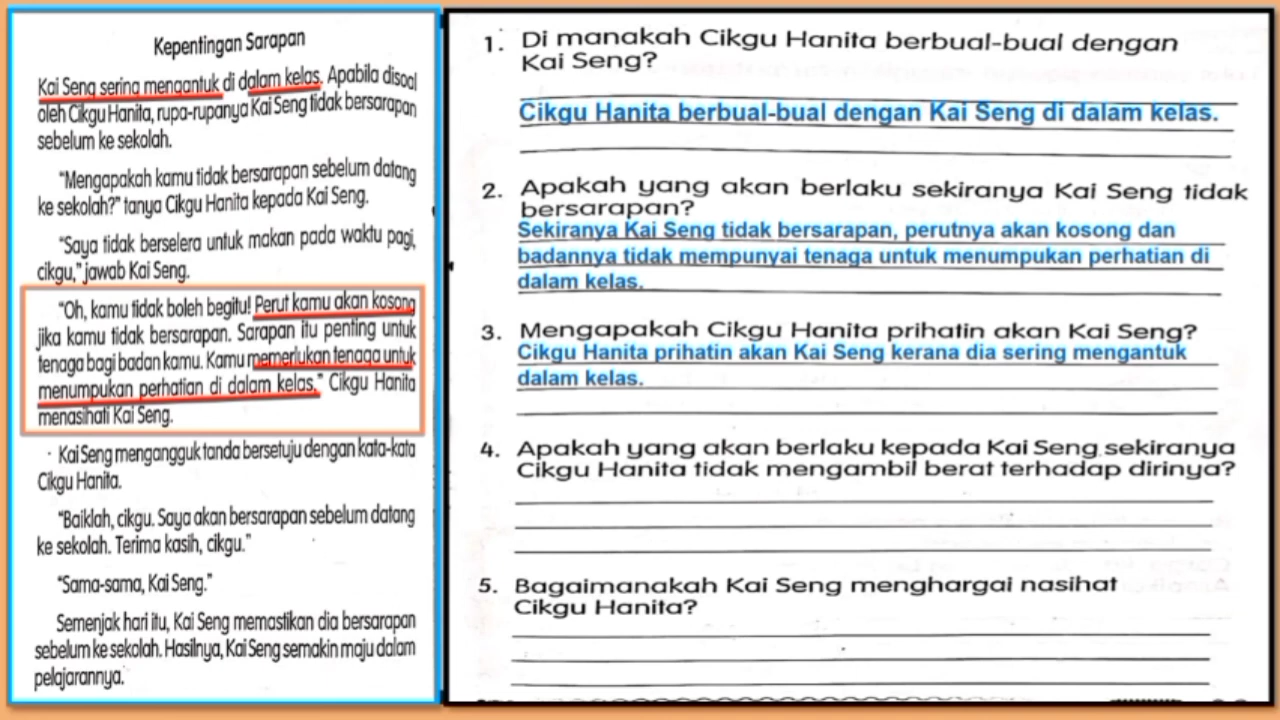 Kepentingan Sarapan
Kai Seng sering mengantuk di dalam kelas. Apabila disoal
oleh Cikgu Hanita, rupa-rupanya Kai Seng tidak bersarapan
sebelum ke sekolah.
"Mengapakah kamu tidak bersarapan sebelum datang
ke sekolah?" tanya Cikgu Hanita kepada Kai Seng.
"Saya tidak berselera untuk makan pada waktu pagi,
cikgu," jawab Kai Seng.
"Oh, kamu tidak boleh begitu! Perut kamu akan kosong
jika kamu tidak bersarapan. Sarapan itu penting untuk
tenaga bagi badan kamu. Kamu memerlukan tenaga untuk
menumpukan perhatian di dalam kelas," Cikgu Hanita
menasihati Kai Seng.
Kai Seng mengangguk tanda bersetuju dengan kata-kata
Cikgu Hanita.
"Baiklah, cikgu. Saya akan bersarapan sebelum datang
ke sekolah. Terima kasih, cikgu."
"Sama-sama, Kai Seng."
Semenjak hari itu, Kai Seng memastikan dia bersarapan
sebelum ke sekolah. Hasilnya, Kai Seng semakin maju dalam
pelajarannya.
1. Di manakah Cikgu Hanita berbual-bual dengan
Kai Seng?
Cikgu Hanita berbual-bual dengan Kai Seng di dalam kelas.
2. Apakah yang akan berlaku sekiranya Kai Seng tidak
bersarapan?
Sekiranya Kai Seng tidak bersarapan, perutnya akan kosong dan
badannya tidak mempunyai tenaga untuk menumpukan perhatian di
dalam kelas.
3. Mengapakah Cikgu Hanita prihatin akan Kai Seng?
Cikgu Hanita prihatin akan Kai Seng kerana dia sering mengantuk
dalam kelas.
4. Apakah yang akan berlaku kepada Kai Seng sekiranya
Cikgu Hanita tidak mengambil berat terhadap dirinya?
5. Bagaimanakah Kai Seng menghargai nasihat
Cikgu Hanita?